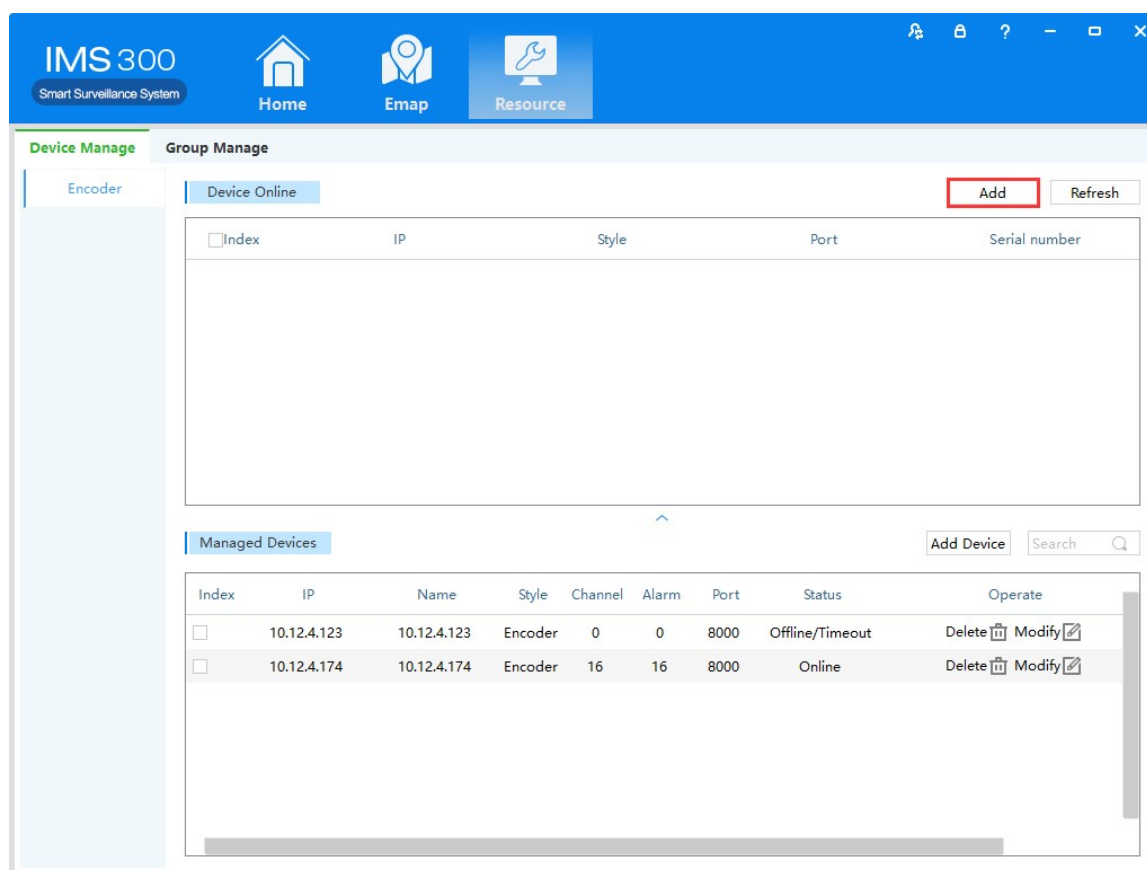 IMS 300
Smart Surveillance System
Home Emap Resource
Device Manage Group Manage
Encoder
Device Online Add Refresh
Index IP Style Port Serial number
Managed Devices Add Device Search
Index IP Name Style Channel Alarm Port Status Operate
10.12.4.123 10.12.4.123 Encoder 0 0 8000 Offline/Timeout Delete Modify
10.12.4.174 10.12.4.174 Encoder 16 16 8000 Online Delete Modify